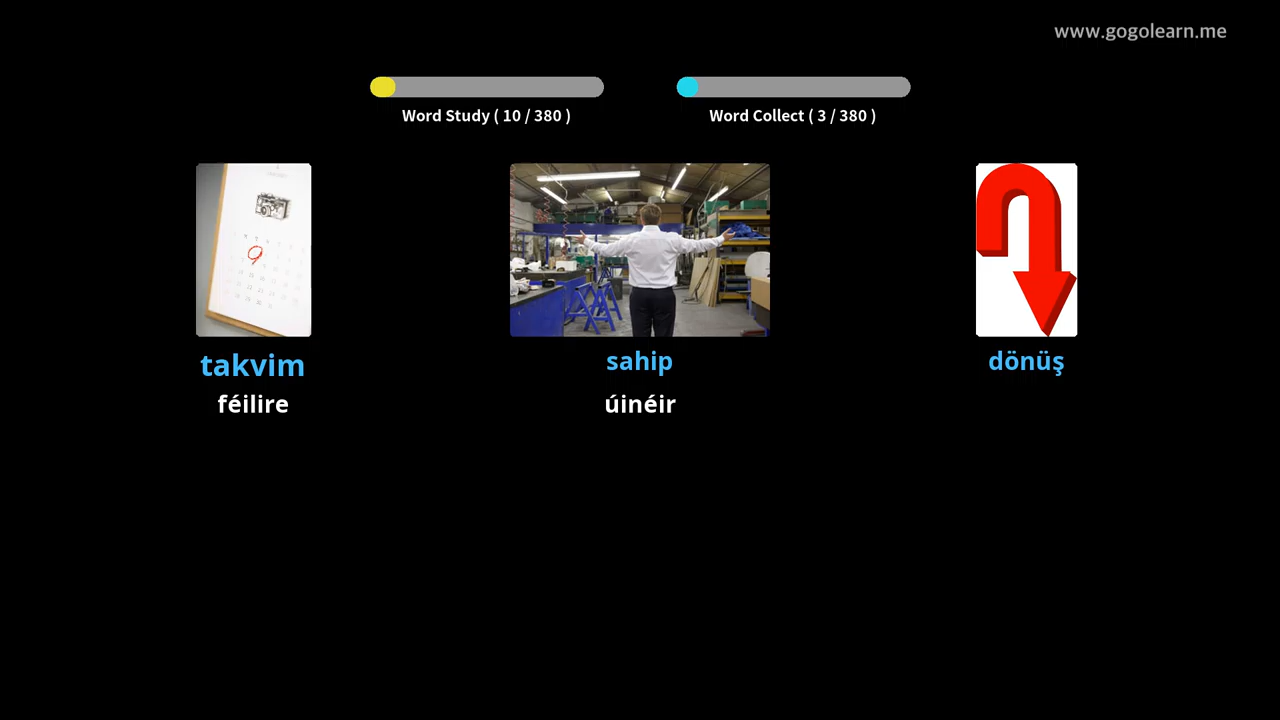 www.gogolearn.me
Word Study ( 10 / 380 )
Word Collect ( 3 / 380 )
takvim
sahip
dönüş
féilire
úinéir